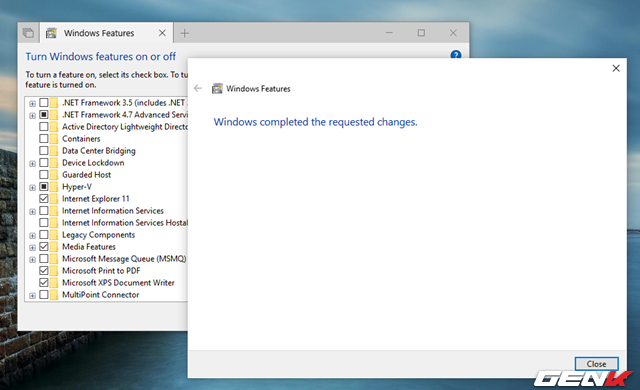 Windows Features
Turn Windows features on or off
?
To turn a feature on, select its check box. To tu
feature is turned on.
.NET Framework 3.5 (includes .NET
.NET Framework 4.7 Advanced Servi
Active Directory Lightweight Directo
Containers
Data Center Bridging
Device Lockdown
Guarded Host
Hyper-V
Internet Explorer 11
Internet Information Services
Internet Information Services Hostal
Legacy Components
Media Features
Microsoft Message Queue (MSMQ)
Microsoft Print to PDF
Microsoft XPS Document Writer
MultiPoint Connector
Windows Features
Windows completed the requested changes.
Close
GENK